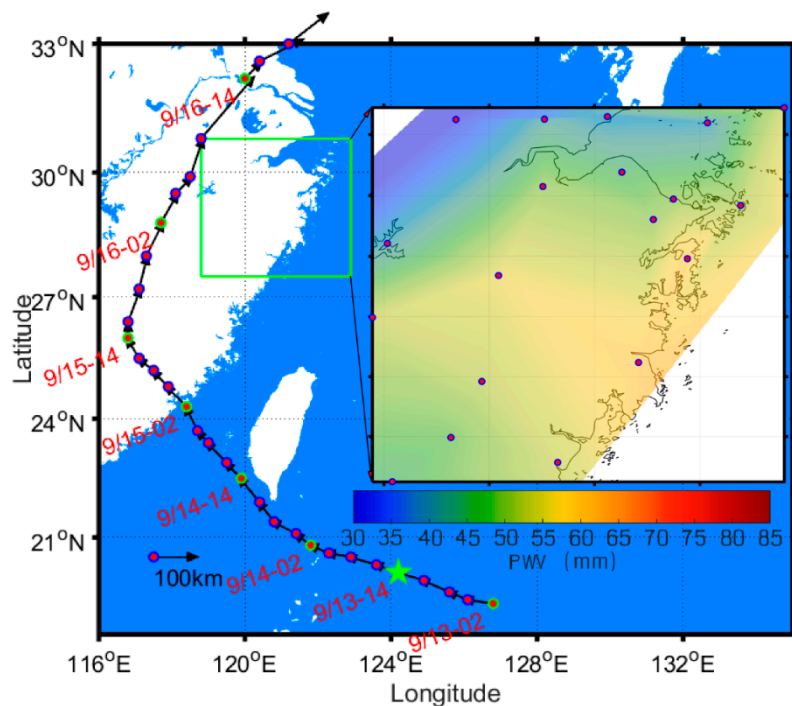 33°N
30°N
27°N
24°N
21°N
Latitude
9/16-14
9/16-02
9/15-14
9/15-02
9/14-14
9/14-02
9/13-14
9/13-02
100km
30 35 40 45 50 55 60 65 70 75 80 85
PWV (mm)
116°E 120°E 124°E 128°E 132°E
Longitude